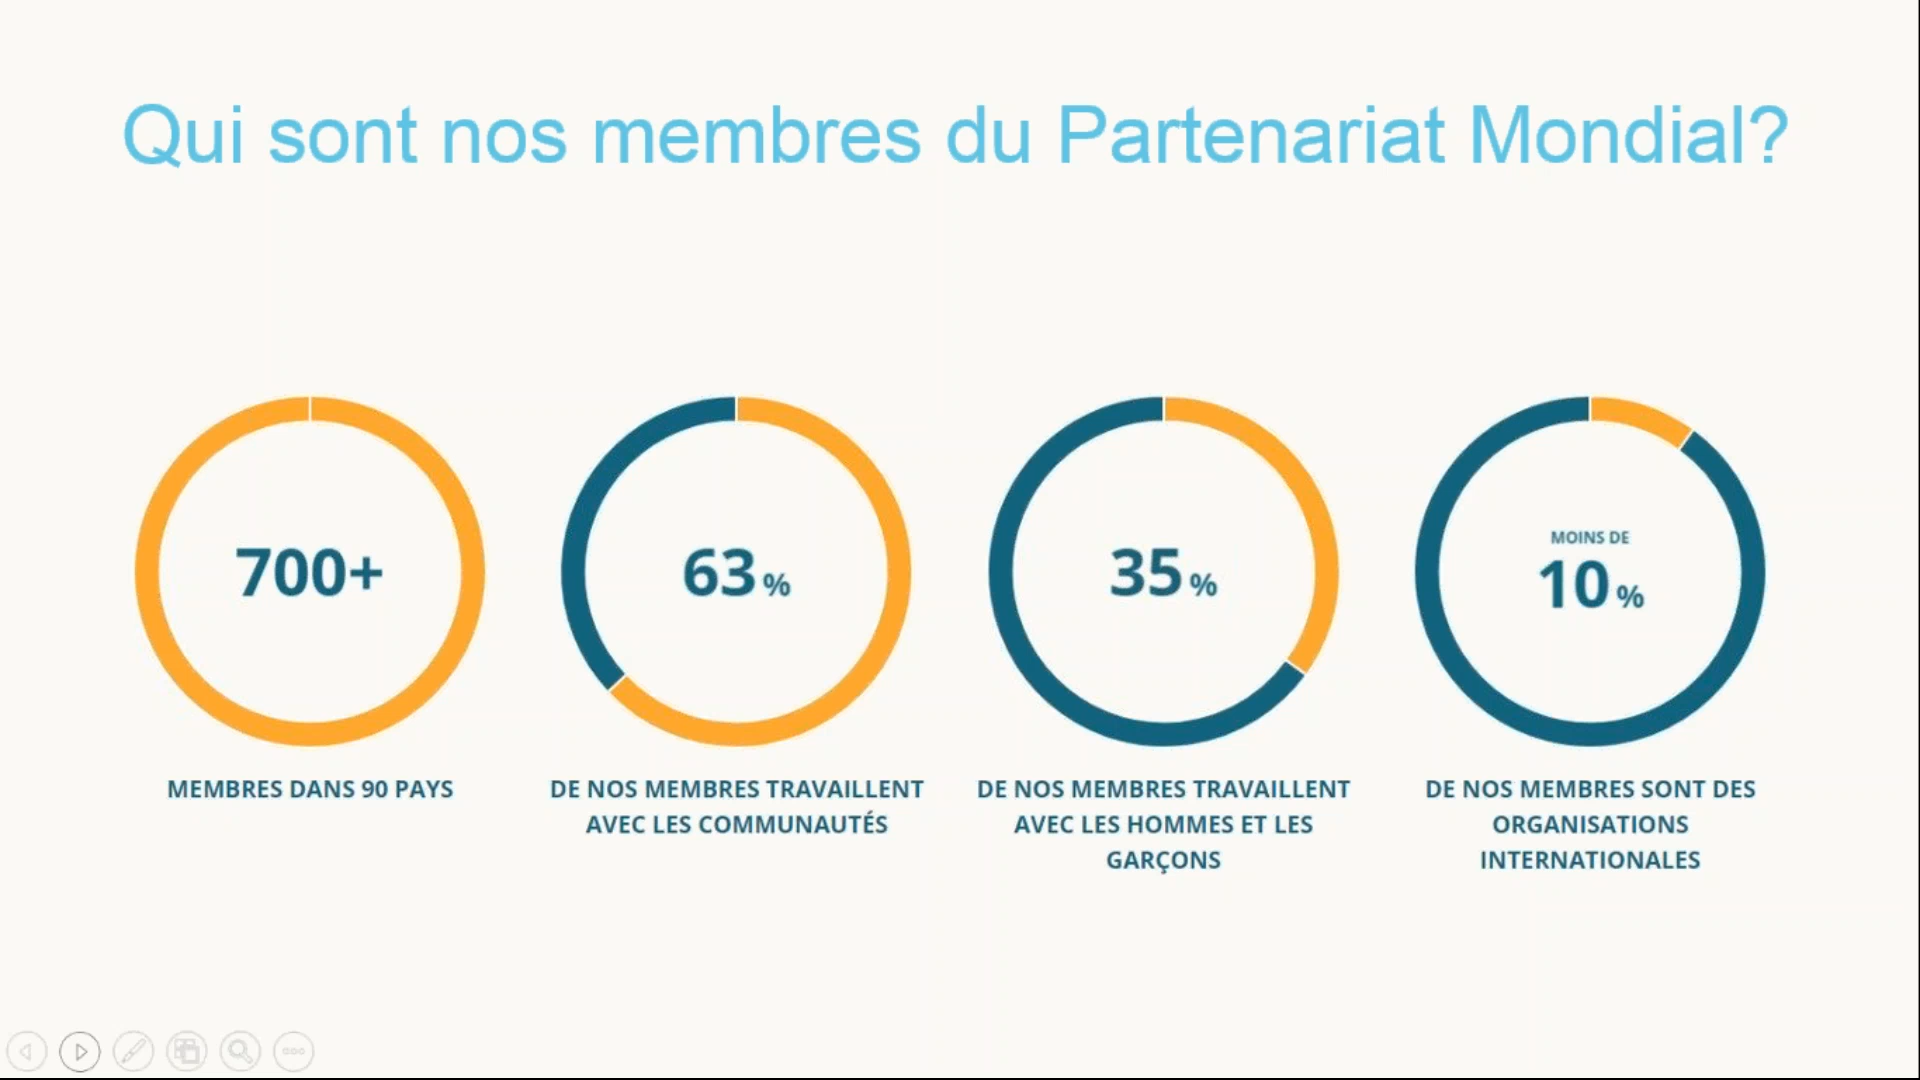 Qui sont nos membres du Partenariat Mondial?
700+
MEMBRES DANS 90 PAYS
63 %
DE NOS MEMBRES TRAVAILLENT
AVEC LES COMMUNAUTÉS
35 %
DE NOS MEMBRES TRAVAILLENT
AVEC LES HOMMES ET LES
GARÇONS
MOINS DE
10 %
DE NOS MEMBRES SONT DES
ORGANISATIONS
INTERNATIONALES